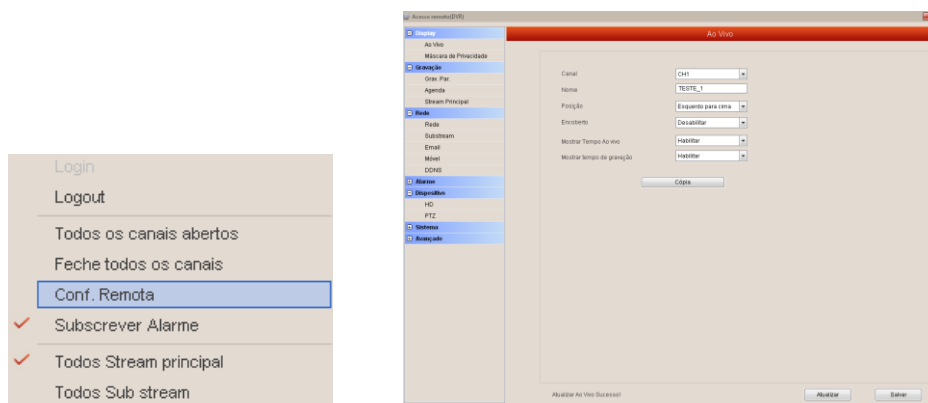 Login
Logout
Todos os canais abertos
Feche todos os canais
Conf. Remota
Subscrever Alarme
Todos Stream principal
Todos Sub stream
Acesso remoto(DVR)
Display
Ao Vivo
Máscara de Privacidade
Gravação
Grav. Par.
Agenda
Stream Principal
Rede
Rede
Substream
Email
Móvel
DDNS
Alarme
Dispositivo
HD
PTZ
Sistema
Avançado
Ao Vivo
Canal CH1
Nome TESTE_1
Posição Esquerdo para cima
Encoberto Desabilitar
Mostrar Tempo Ao vivo Habilitar
Mostrar tempo de gravação Habilitar
Cópia
Atualizar Ao Vivo Sucesso!
Atualizar
Salvar